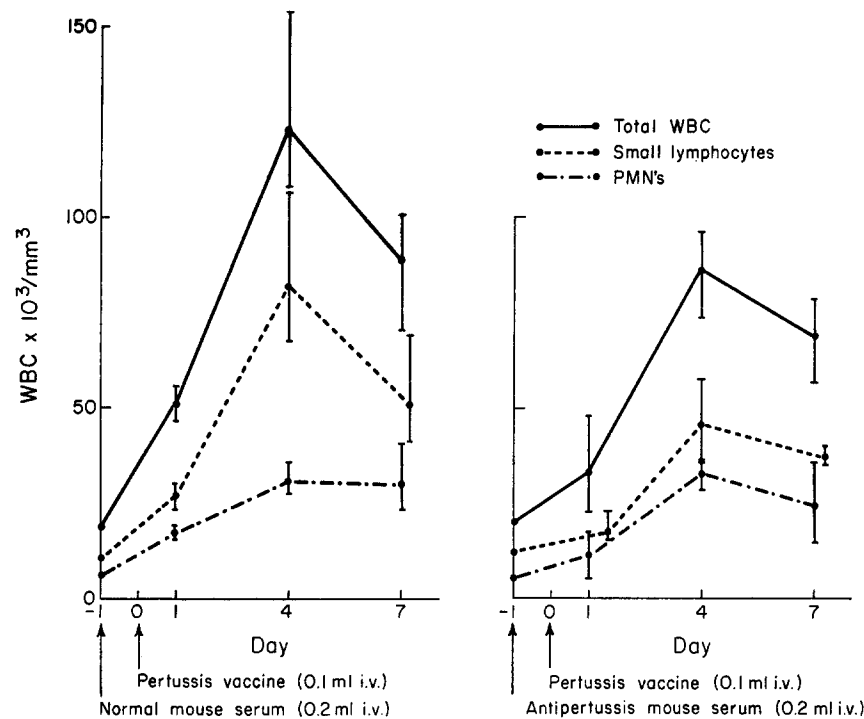 150
100
50
0
WBC x 10³/mm³
Total WBC
Small lymphocytes
PMN's
-1 0 1 4 7
Day
Pertussis vaccine (0.1 ml i.v.)
Normal mouse serum (0.2 ml i.v.)
-1 0 1 4 7
Day
Pertussis vaccine (0.1 ml i.v.)
Antipertussis mouse serum (0.2 ml i.v.)